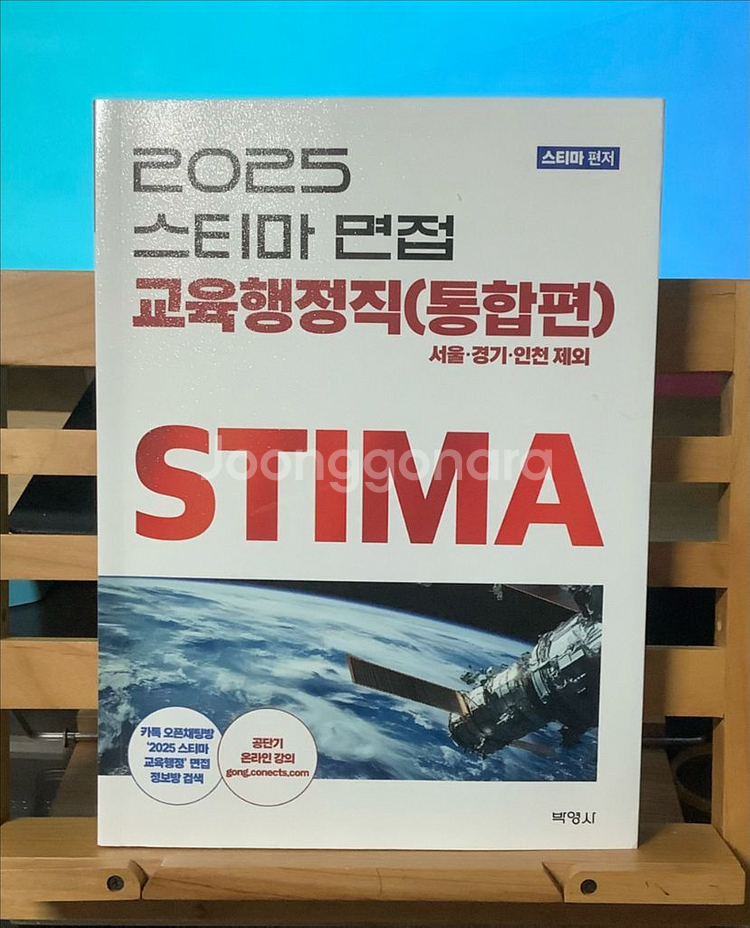 2025
스티마 편저
스티마 면접
교육행정직(통합편)
서울·경기·인천 제외
STIMA
Joonggonara
카톡 오픈채팅방
'2025 스티마
교육행정' 면접
정보방 검색
공단기
온라인 강의
gong.conects.com
박영사